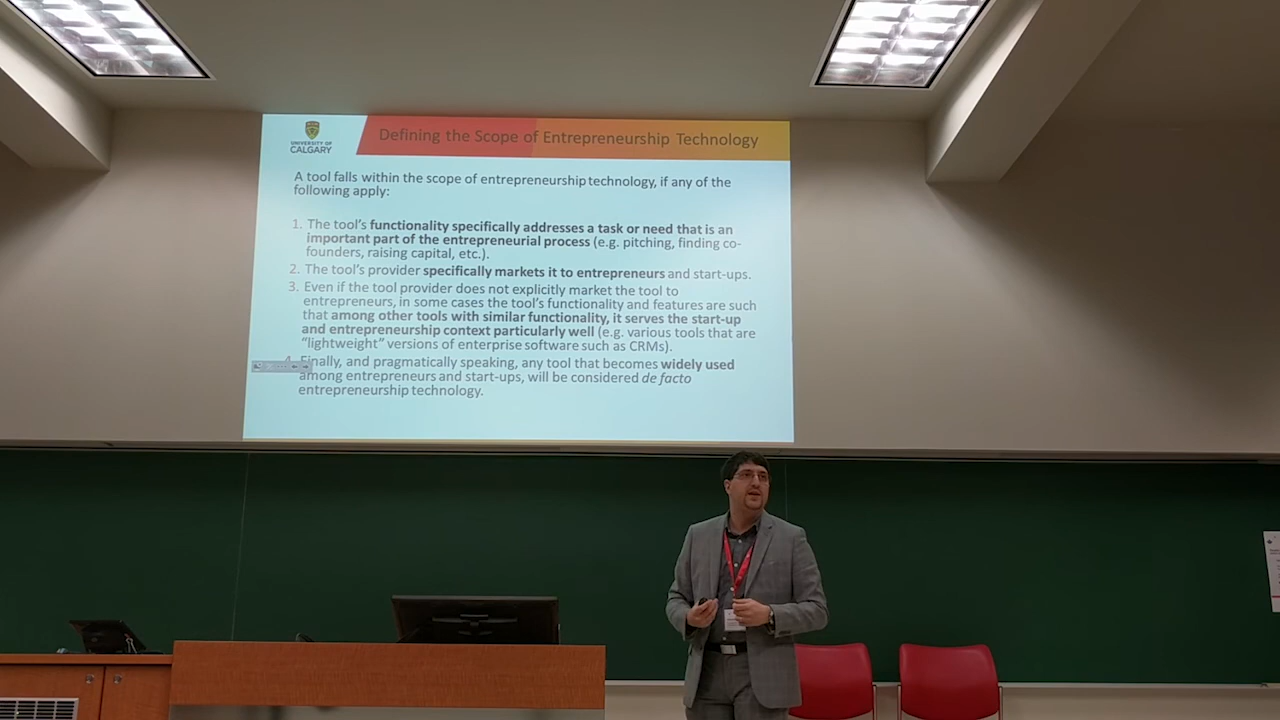 UNIVERSITY OF
CALGARY
Defining the Scope of Entrepreneurship Technology
A tool falls within the scope of entrepreneurship technology, if any of the
following apply:
1. The tool's functionality specifically addresses a task or need that is an
important part of the entrepreneurial process (e.g. pitching, finding co-
founders, raising capital, etc.).
2. The tool's provider specifically markets it to entrepreneurs and start-ups.
3. Even if the tool provider does not explicitly market the tool to
entrepreneurs, in some cases the tool's functionality and features are such
that among other tools with similar functionality, it serves the start-up
and entrepreneurship context particularly well (e.g. various tools that are
“lightweight” versions of enterprise software such as CRMs).
4. Finally, and pragmatically speaking, any tool that becomes widely used
among entrepreneurs and start-ups, will be considered de facto
entrepreneurship technology.